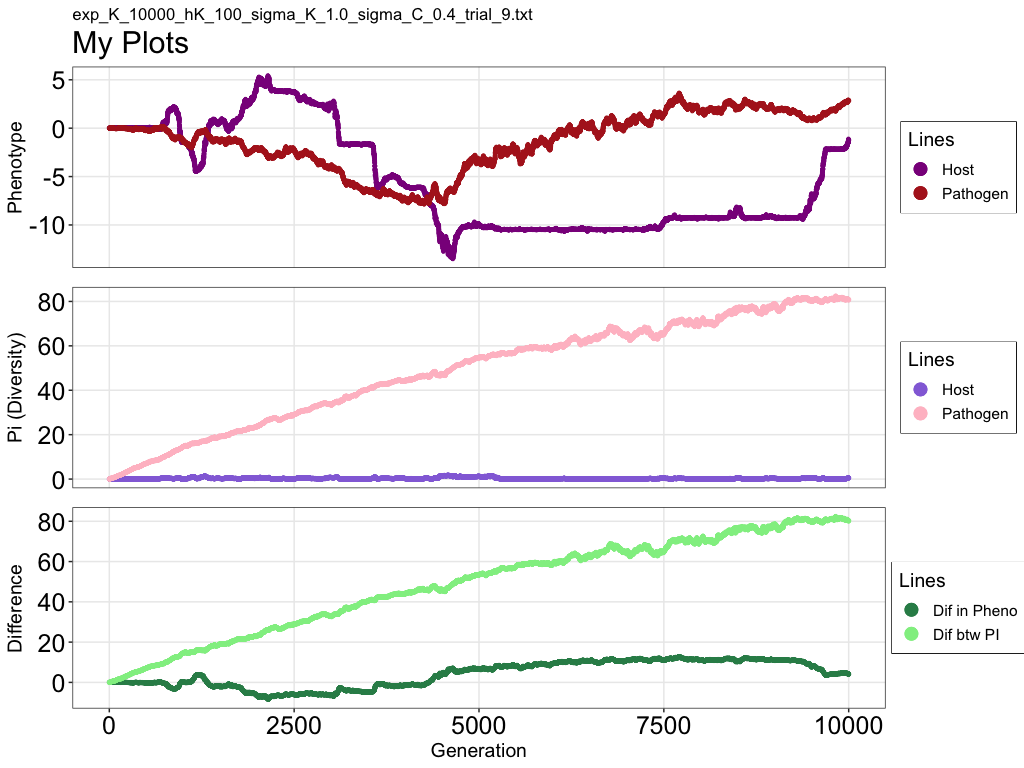 exp_K_10000_hK_100_sigma_K_1.0_sigma_C_0.4_trial_9.txt
My Plots
Phenotype
5
0
-5
-10
Lines
Host
Pathogen
Pi (Diversity)
80
60
40
20
0
Lines
Host
Pathogen
Difference
80
60
40
20
0
Lines
Dif in Pheno
Dif btw PI
0 2500 5000 7500 10000
Generation